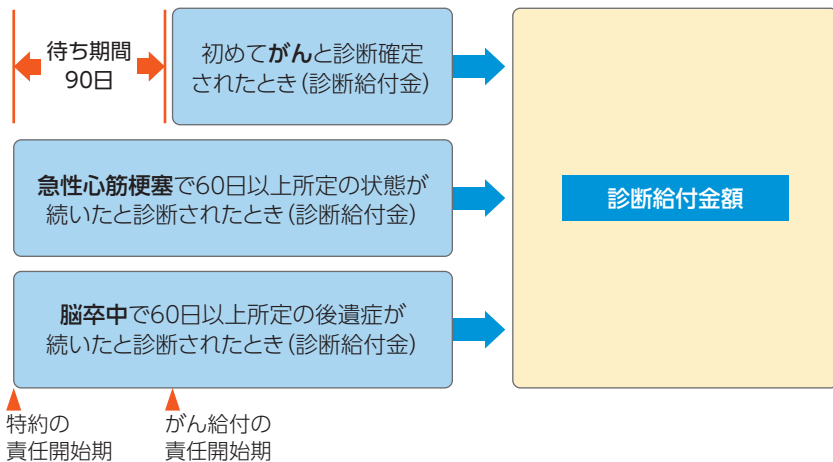 待ち期間
90日
初めてがんと診断確定
されたとき(診断給付金)
急性心筋梗塞で60日以上所定の状態が
続いたと診断されたとき(診断給付金)
診断給付金額
脳卒中で60日以上所定の後遺症が
続いたと診断されたとき(診断給付金)
特約の
責任開始期
がん給付の
責任開始期